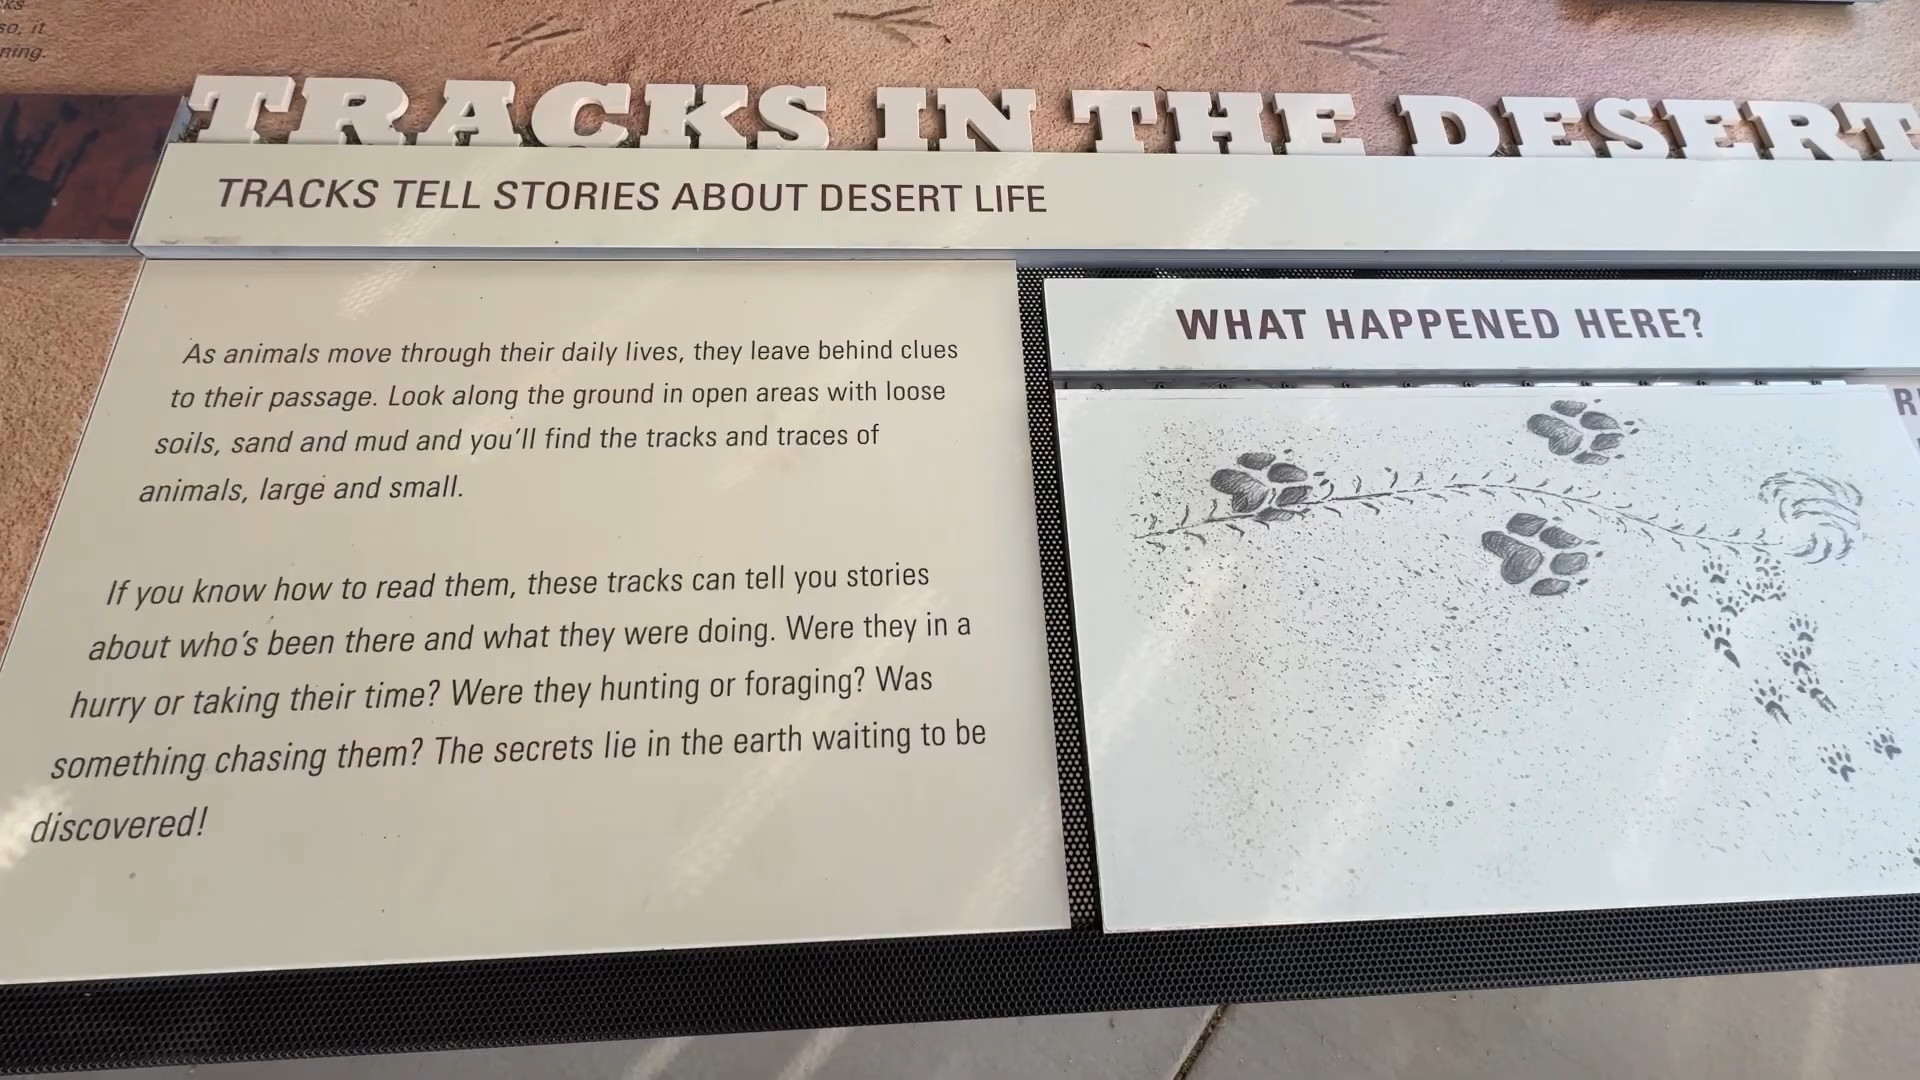 so, it
ning.
TRACKS IN THE DESERT
TRACKS TELL STORIES ABOUT DESERT LIFE
As animals move through their daily lives, they leave behind clues
to their passage. Look along the ground in open areas with loose
soils, sand and mud and you'll find the tracks and traces of
animals, large and small.
If you know how to read them, these tracks can tell you stories
about who's been there and what they were doing. Were they in a
hurry or taking their time? Were they hunting or foraging? Was
something chasing them? The secrets lie in the earth waiting to be
discovered!
WHAT HAPPENED HERE?